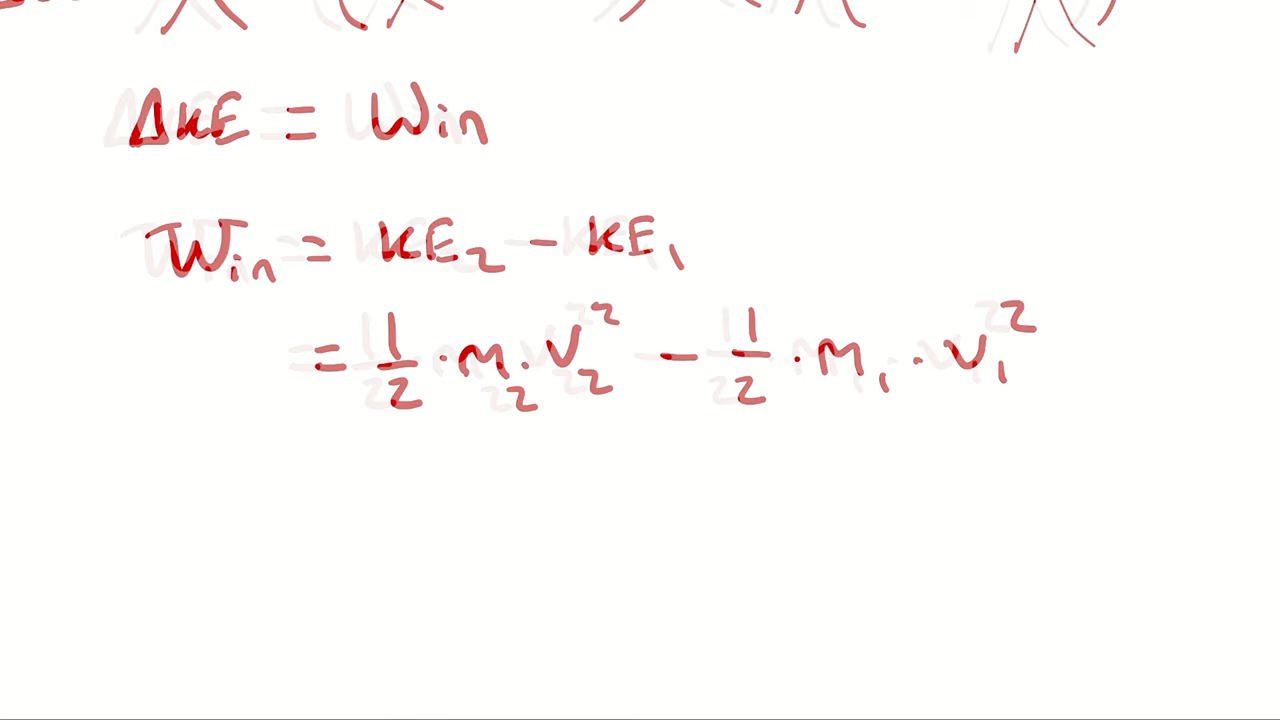 ΔKE = Win
Win = KE₂ - KE₁
= 1/2 · m₂ · v₂² - 1/2 · m₁ · v₁²